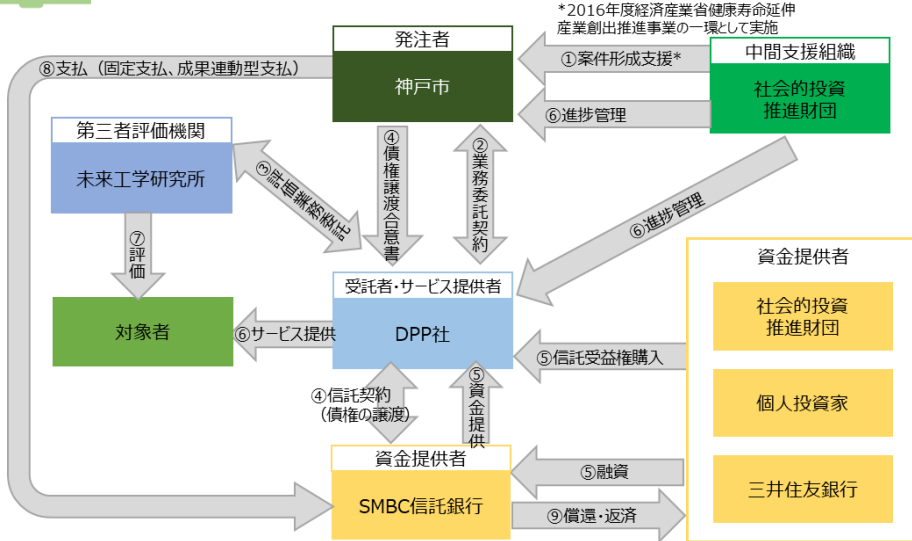 *2016年度経済産業省健康寿命延伸
産業創出推進事業の一環として実施
発注者
神戸市
①案件形成支援*
中間支援組織
社会的投資
推進財団
⑧支払（固定支払、成果連動型支払）
⑥進捗管理
第三者評価機関
未来工学研究所
③評価業務委託
④債権譲渡合意書
②業務委託契約
⑥進捗管理
⑦評価
受託者・サービス提供者
DPP社
対象者
⑥サービス提供
⑤信託受益権購入
資金提供者
社会的投資
推進財団
個人投資家
三井住友銀行
④信託契約
（債権の譲渡）
⑤資金提供
資金提供者
SMBC信託銀行
⑤融資
⑨償還・返済